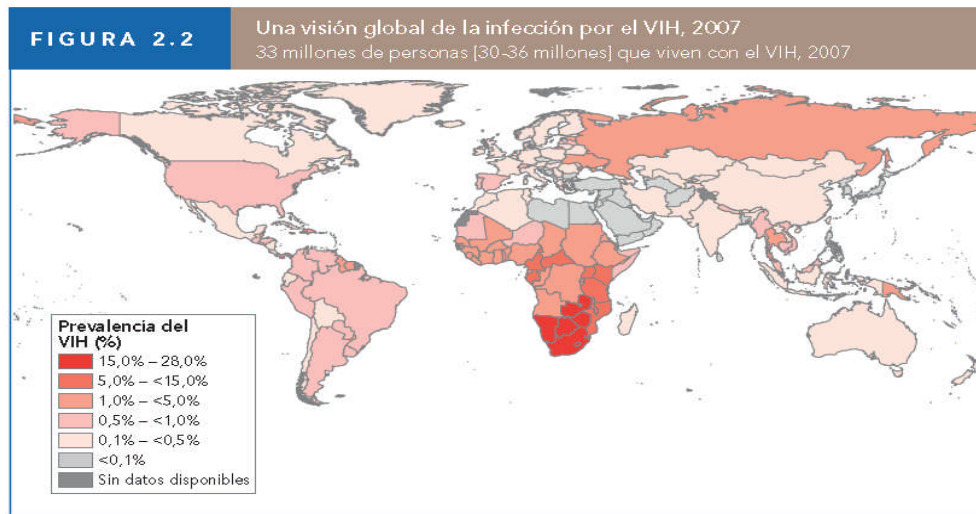 FIGURA 2.2
Una visión global de la infección por el VIH, 2007
33 millones de personas [30-36 millones] que viven con el VIH, 2007
Prevalencia del
VIH (%)
15,0% – 28,0%
5,0% – <15,0%
1,0% – <5,0%
0,5% – <1,0%
0,1% – <0,5%
<0,1%
Sin datos disponibles